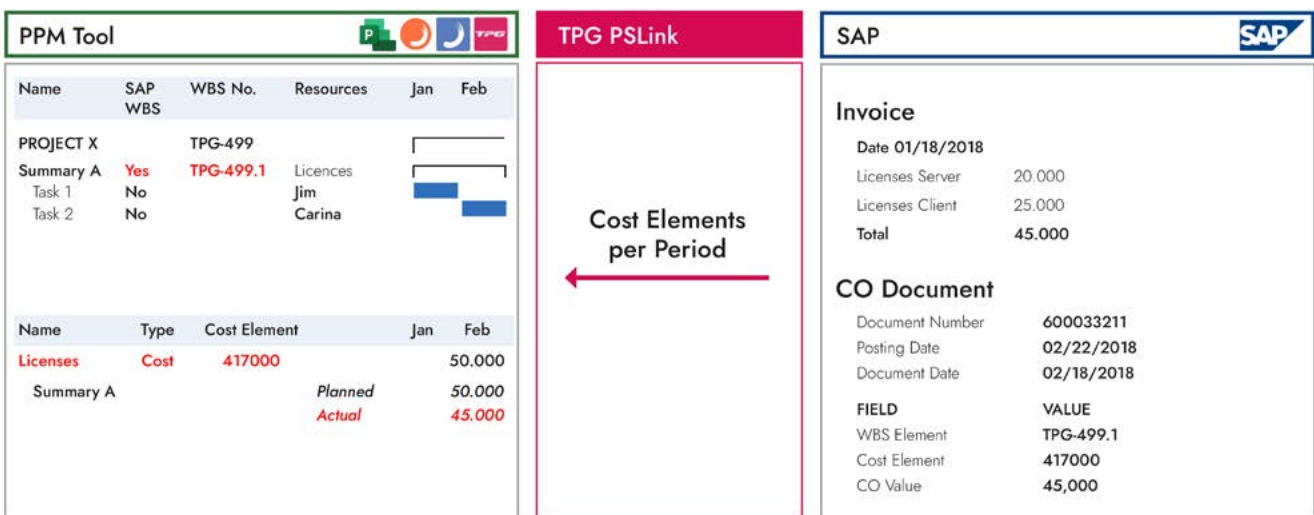 PPM Tool
P
TPG
Name SAP WBS WBS No. Resources Jan Feb
PROJECT X TPG-499
Summary A Yes TPG-499.1 Licences
Task 1 No Jim
Task 2 No Carina
Name Type Cost Element Jan Feb
Licenses Cost 417000 50.000
Summary A Planned 50.000
Actual 45.000
TPG PSLink
Cost Elements
per Period
SAP
SAP
Invoice
Date 01/18/2018
Licenses Server 20.000
Licenses Client 25.000
Total 45.000
CO Document
Document Number 600033211
Posting Date 02/22/2018
Document Date 02/18/2018
FIELD VALUE
WBS Element TPG-499.1
Cost Element 417000
CO Value 45,000